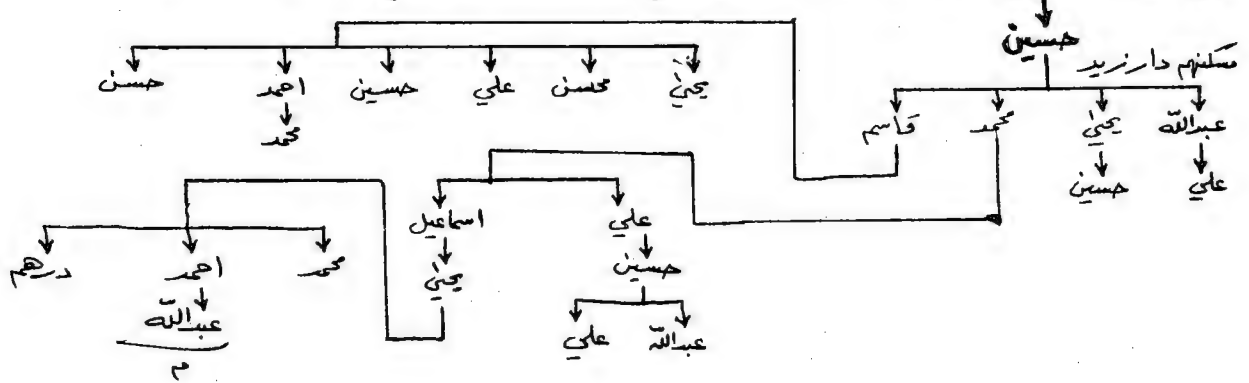 حسين
مسكنهم دار زيد
عبدالله يحيى محمد قاسم
علي حسين
يحيى محسن علي حسين احمد حسن
محمد
علي اسماعيل
حسين يحيى
عبدالله علي
محمد احمد درهم
عبدالله
م